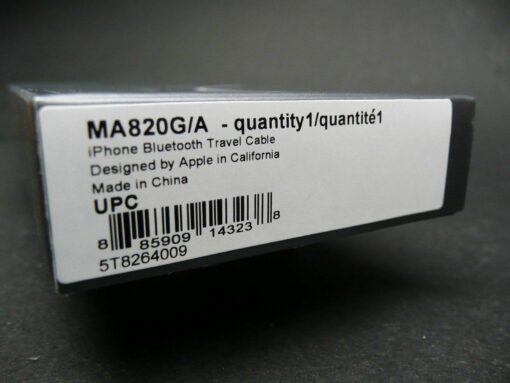 MA820G/A - quantity1/quantité1
iPhone Bluetooth Travel Cable
Designed by Apple in California
Made in China
UPC
8 85909 14323 8
5T8264009